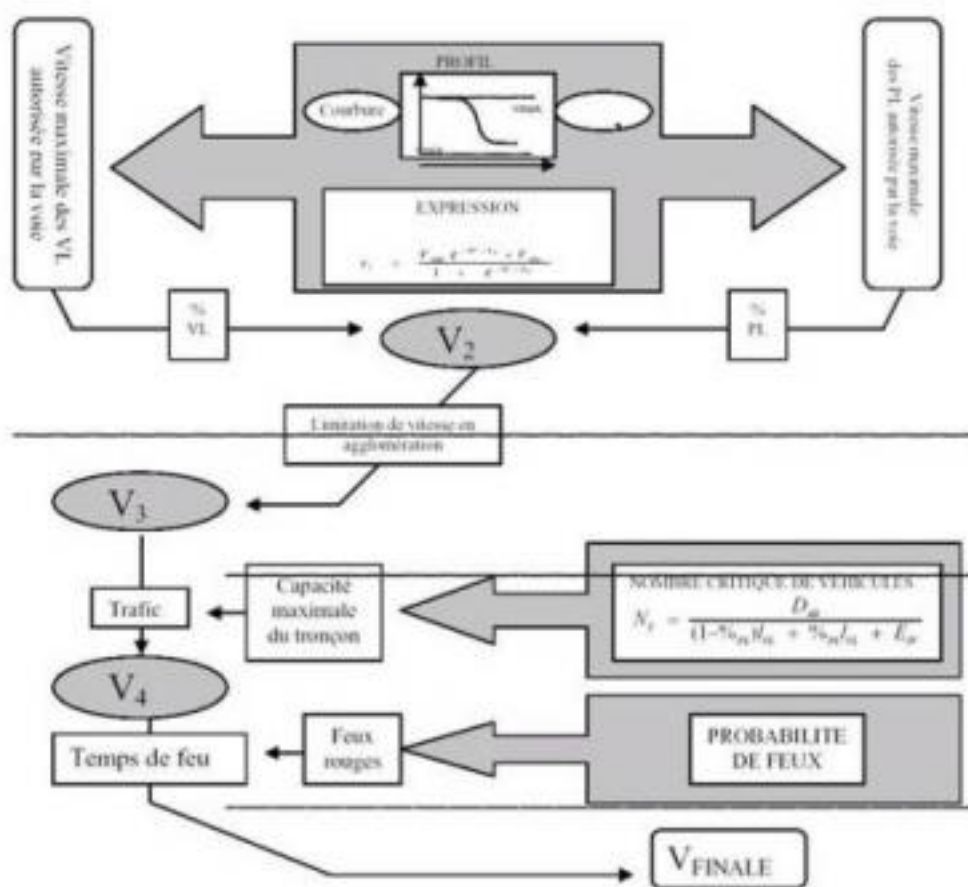 Vitesse maximale des VL
autorisée par la voie
PROFIL
Courbure
vmax
EXPRESSION
Vitesse maximale
des PL autorisée par la voie
%
VL
V2
%
PL
Limitation de vitesse en
agglomération
V3
Trafic
Capacité
maximale
du tronçon
NOMBRE CRITIQUE DE VEHICULES
V4
Temps de feu
Feux
rouges
PROBABILITE
DE FEUX
VFINALE